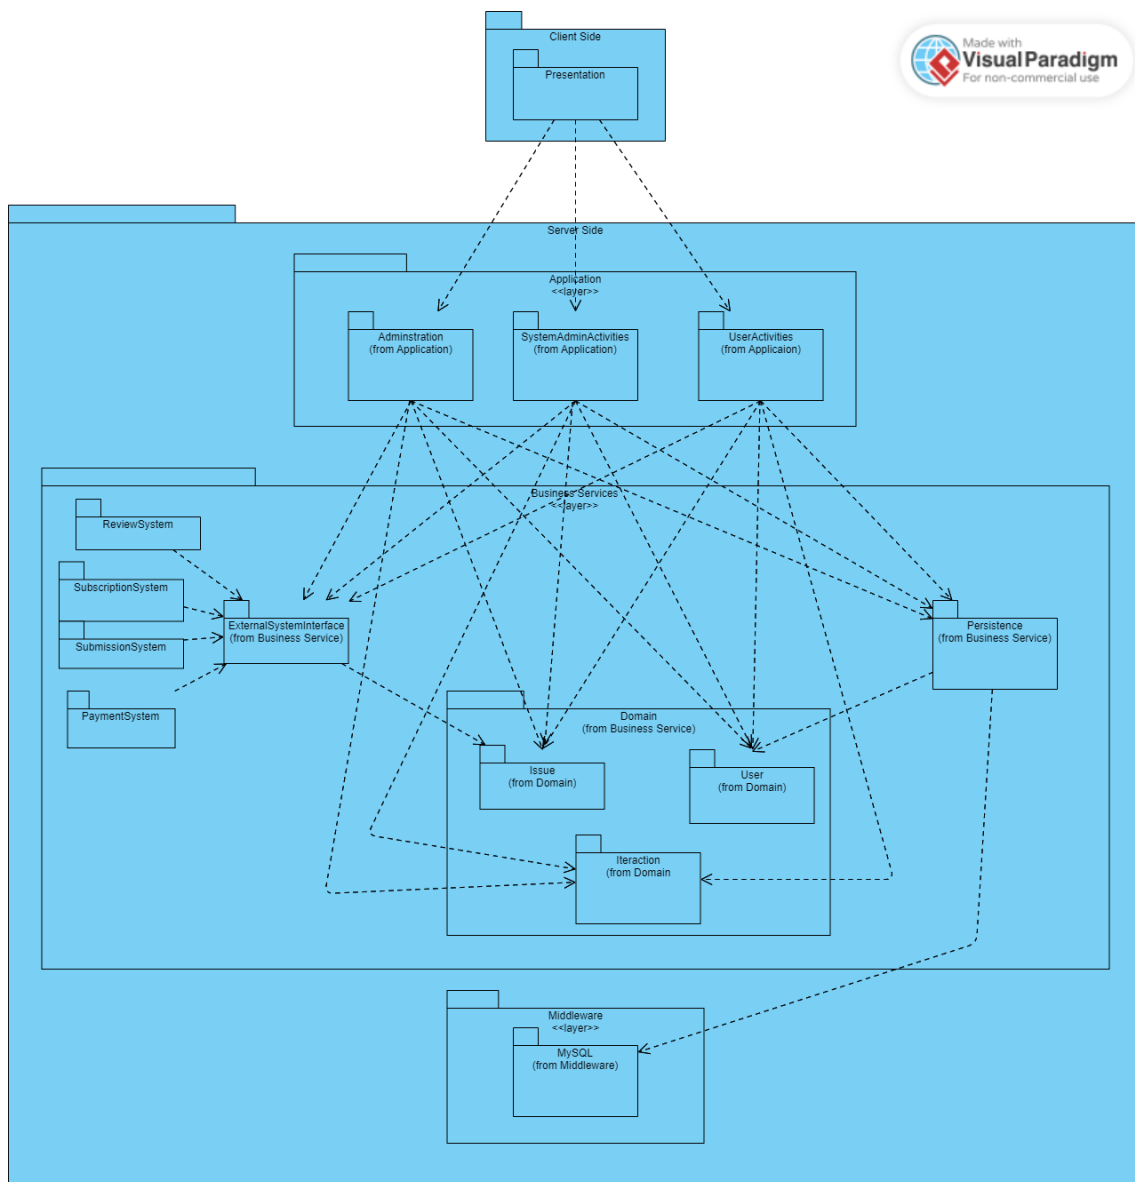 Made with
Visual Paradigm
For non-commercial use
Client Side
Presentation
Server Side
Application
<<layer>>
Adminstration
(from Application)
SystemAdminActivities
(from Application)
UserActivities
(from Applicaion)
Business Services
<<layer>>
ReviewSystem
SubscriptionSystem
SubmissionSystem
PaymentSystem
ExternalSystemInterface
(from Business Service)
Persistence
(from Business Service)
Domain
(from Business Service)
Issue
(from Domain)
User
(from Domain)
Iteraction
(from Domain
Middleware
<<layer>>
MySQL
(from Middleware)